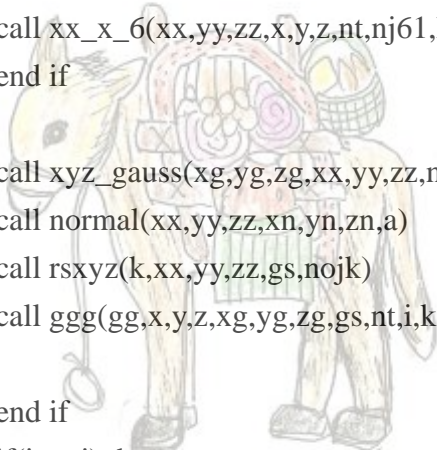 call xx_x_6(xx,yy,zz,x,y,z,nt,nj61,
end if
call xyz_gauss(xg,yg,zg,xx,yy,zz,n
call normal(xx,yy,zz,xn,yn,zn,a)
call rsxyz(k,xx,yy,zz,gs,nojk)
call ggg(gg,x,y,z,xg,yg,zg,gs,nt,i,k
end if